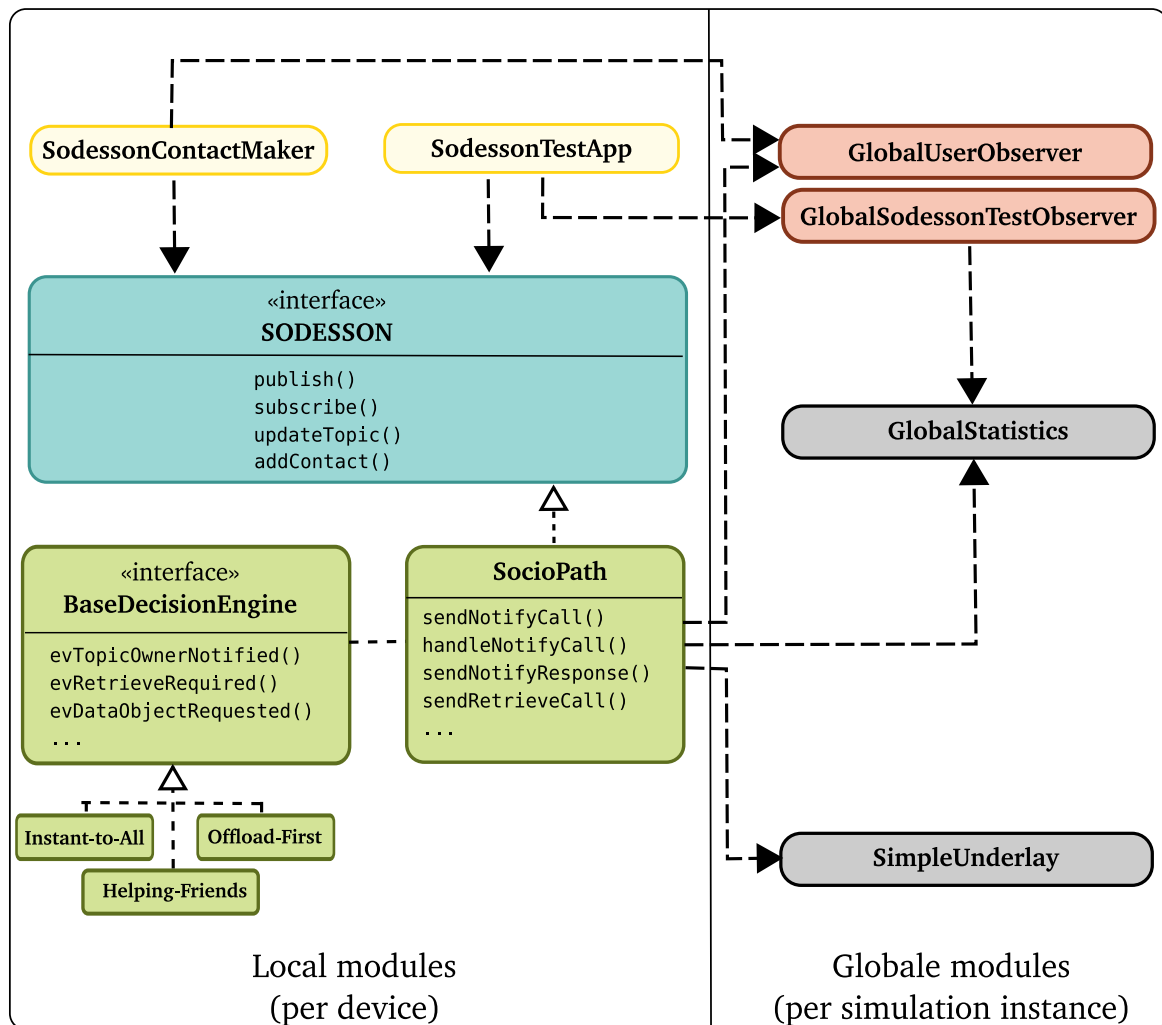 SodessonContactMaker
SodessonTestApp
GlobalUserObserver
GlobalSodessonTestObserver
«interface»
SODESSON
publish()
subscribe()
updateTopic()
addContact()
GlobalStatistics
«interface»
BaseDecisionEngine
evTopicOwnerNotified()
evRetrieveRequired()
evDataObjectRequested()
...
SocioPath
sendNotifyCall()
handleNotifyCall()
sendNotifyResponse()
sendRetrieveCall()
...
Instant-to-All
Offload-First
Helping-Friends
SimpleUnderlay
Local modules
(per device)
Globale modules
(per simulation instance)